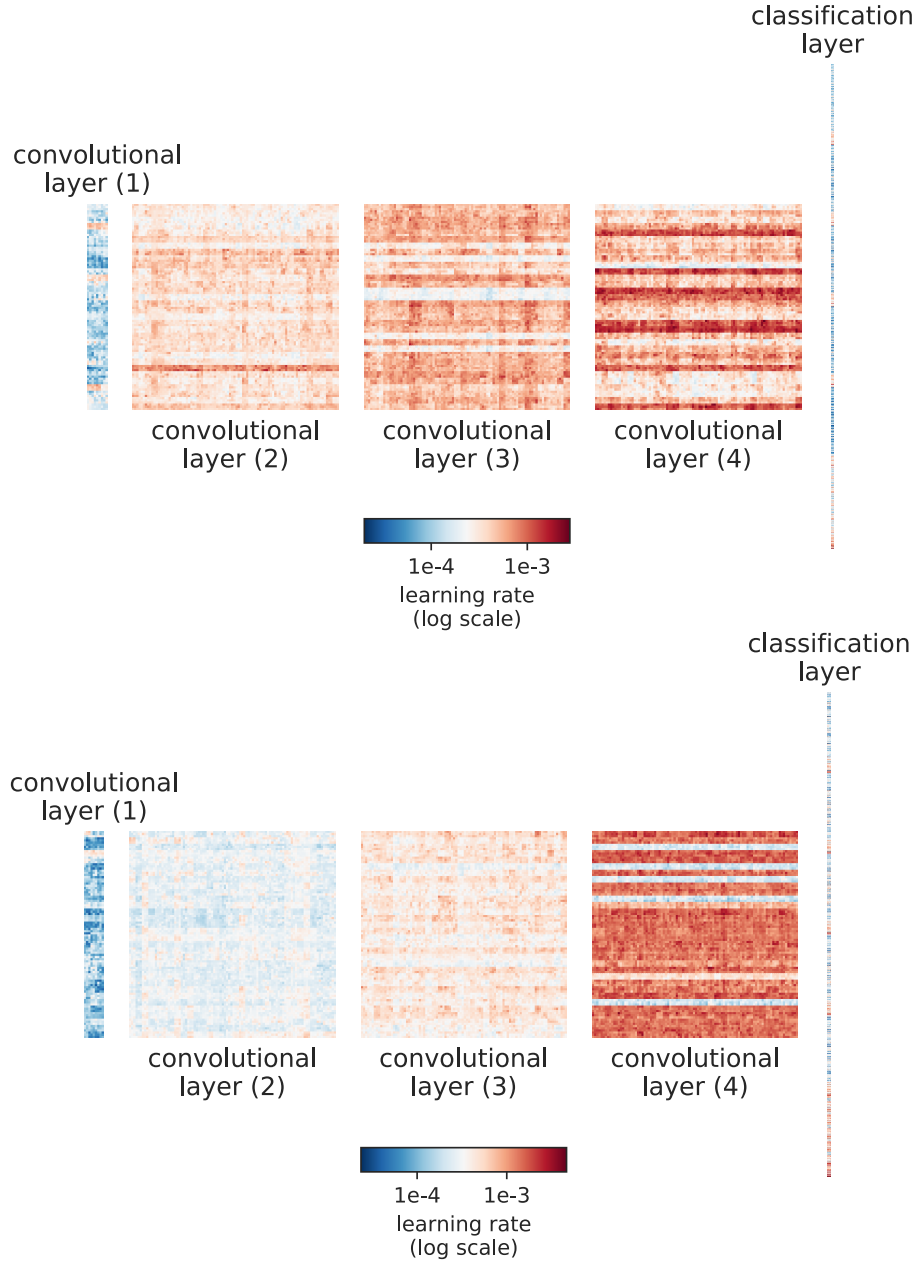 classification
layer
convolutional
layer (1)
convolutional
layer (2)
convolutional
layer (3)
convolutional
layer (4)
1e-4
1e-3
learning rate
(log scale)
classification
layer
convolutional
layer (1)
convolutional
layer (2)
convolutional
layer (3)
convolutional
layer (4)
1e-4
1e-3
learning rate
(log scale)